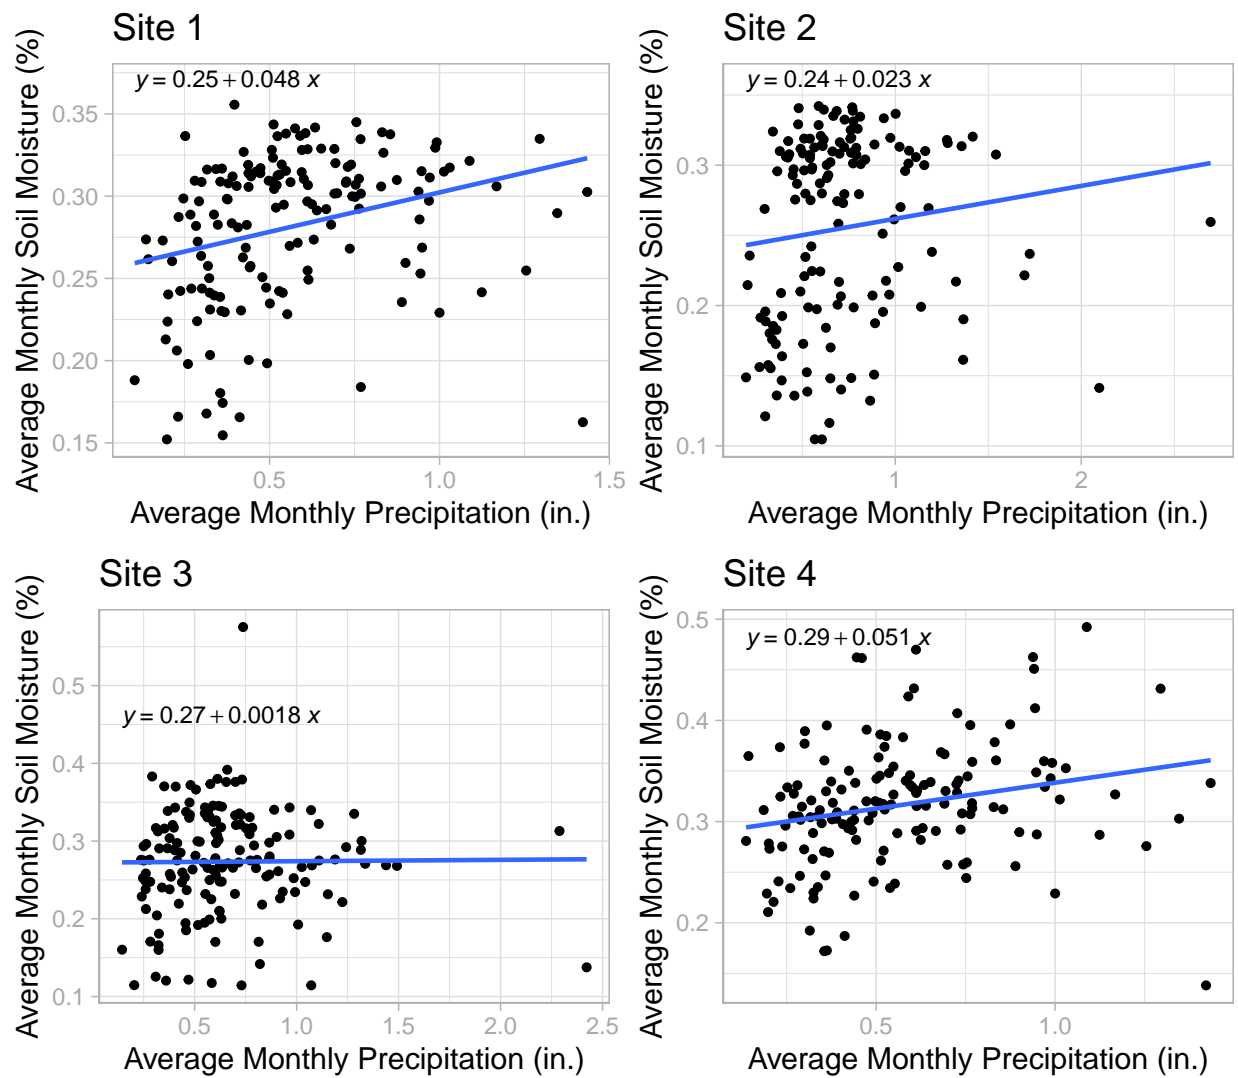 Site 1
Average Monthly Soil Moisture (%)
y = 0.25 + 0.048 x
0.35
0.30
0.25
0.20
0.15
0.5
1.0
1.5
Average Monthly Precipitation (in.)
Site 2
Average Monthly Soil Moisture (%)
y = 0.24 + 0.023 x
0.3
0.2
0.1
1
2
Average Monthly Precipitation (in.)
Site 3
Average Monthly Soil Moisture (%)
y = 0.27 + 0.0018 x
0.5
0.4
0.3
0.2
0.1
0.5
1.0
1.5
2.0
2.5
Average Monthly Precipitation (in.)
Site 4
Average Monthly Soil Moisture (%)
y = 0.29 + 0.051 x
0.5
0.4
0.3
0.2
0.5
1.0
Average Monthly Precipitation (in.)